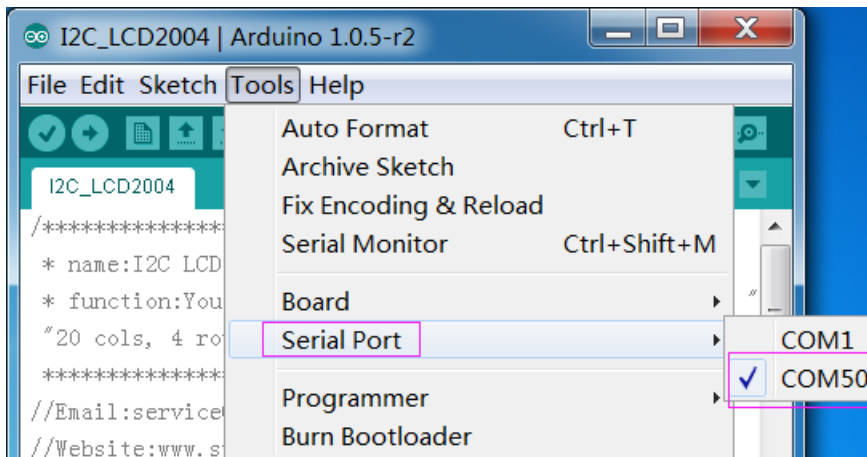 I2C_LCD2004 | Arduino 1.0.5-r2
File Edit Sketch Tools Help
Auto Format Ctrl+T
Archive Sketch
I2C_LCD2004
Fix Encoding & Reload
Serial Monitor Ctrl+Shift+M
/***************
* name:I2C LCD
* function:You
Board
"20 cols, 4 ro
Serial Port
COM1
COM50
***************
Programmer
//Email:service
Burn Bootloader
//Website:www.s